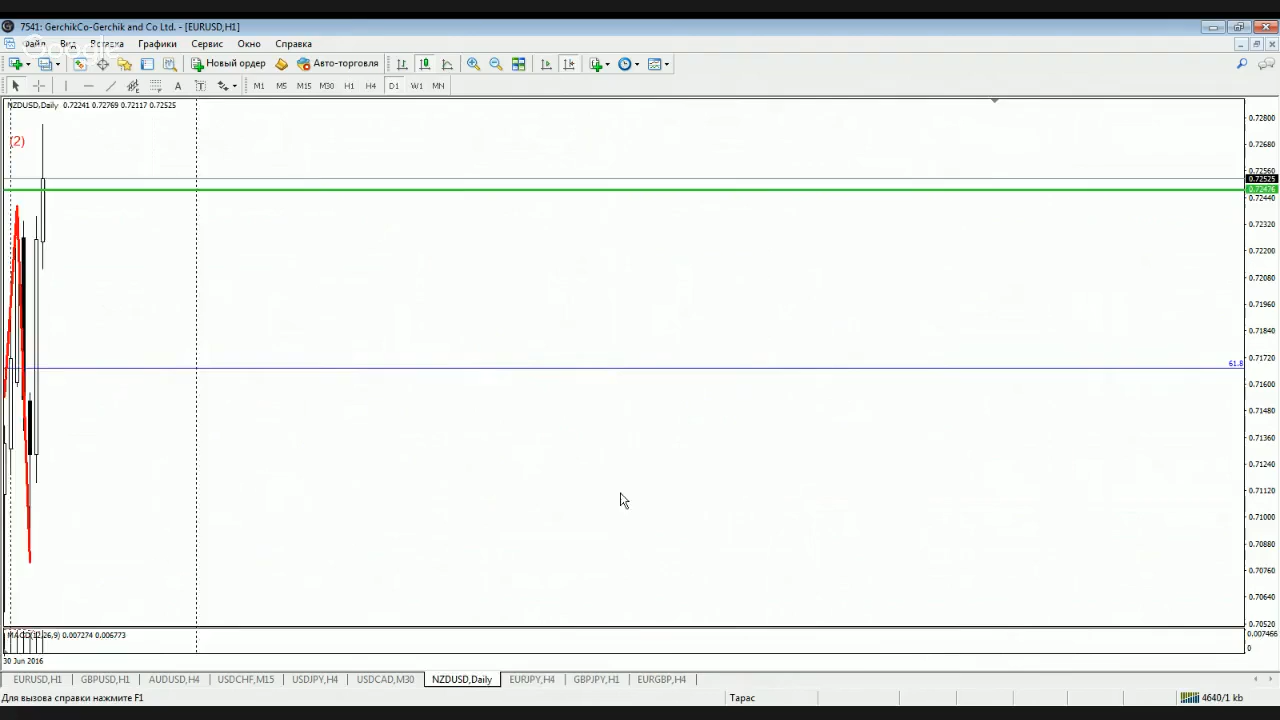 7541: GerchikCo-Gerchik and Co Ltd. - [EURUSD,H1]
Файл Вид Вставка Графики Сервис Окно Справка
Новый ордер Авто-торговля
A T M1 M5 M15 M30 H1 H4 D1 W1 MN
NZDUSD,Daily 0.72241 0.72769 0.72117 0.72525
(2)
0.72800
0.72680
0.72560
0.72525
0.72476
0.72440
0.72320
0.72200
0.72080
0.71960
0.71840
0.71720
61.8
0.71600
0.71480
0.71360
0.71240
0.71120
0.71000
0.70880
0.70760
0.70640
0.70520
MACD(12,26,9) 0.007274 0.006773
0.007466
0
30 Jun 2016
EURUSD,H1 GBPUSD,H1 AUDUSD,H4 USDCHF,M15 USDJPY,H4 USDCAD,M30 NZDUSD,Daily EURJPY,H4 GBPJPY,H1 EURGBP,H4
Для вызова справки нажмите F1 Тарас 4640/1 kb